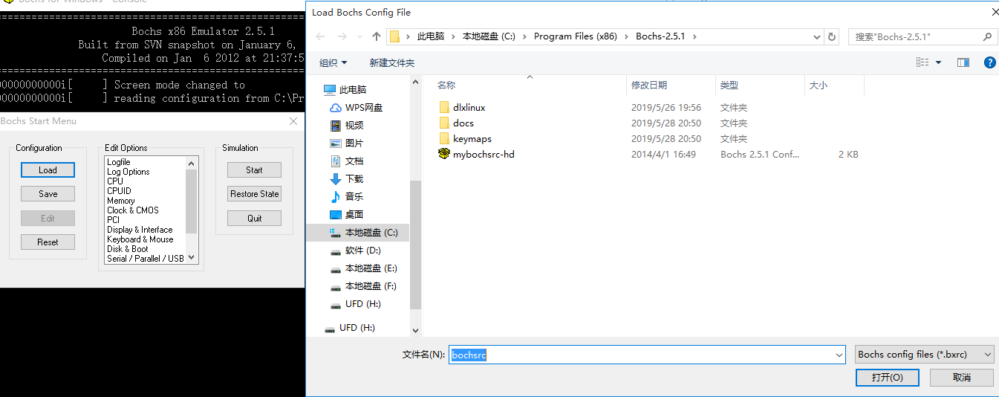 Bochs for Windows - Console
Bochs x86 Emulator 2.5.1
Built from SVN snapshot on January 6,
Compiled on Jan  6 2012 at 21:37:5
00000000000i[     ] Screen mode changed to
00000000000i[     ] reading configuration from C:\Pr
Bochs Start Menu
Configuration
Load
Save
Edit
Reset
Edit Options
Logfile
Log Options
CPU
CPUID
Memory
Clock & CMOS
PCI
Display & Interface
Keyboard & Mouse
Disk & Boot
Serial / Parallel / USB
Simulation
Start
Restore State
Quit
Load Bochs Config File
此电脑 > 本地磁盘 (C:) > Program Files (x86) > Bochs-2.5.1 >
搜索"Bochs-2.5.1"
组织 新建文件夹
此电脑
WPS网盘
视频
图片
文档
下载
音乐
桌面
本地磁盘 (C:)
软件 (D:)
本地磁盘 (E:)
本地磁盘 (F:)
UFD (H:)
UFD (H:)
名称 修改日期 类型 大小
dlxlinux 2019/5/26 19:56 文件夹
docs 2019/5/28 20:50 文件夹
keymaps 2019/5/28 20:50 文件夹
mybochsrc-hd 2014/4/1 16:49 Bochs 2.5.1 Conf... 2 KB
文件名(N): bochsrc Bochs config files (*.bxrc)
打开(O) 取消